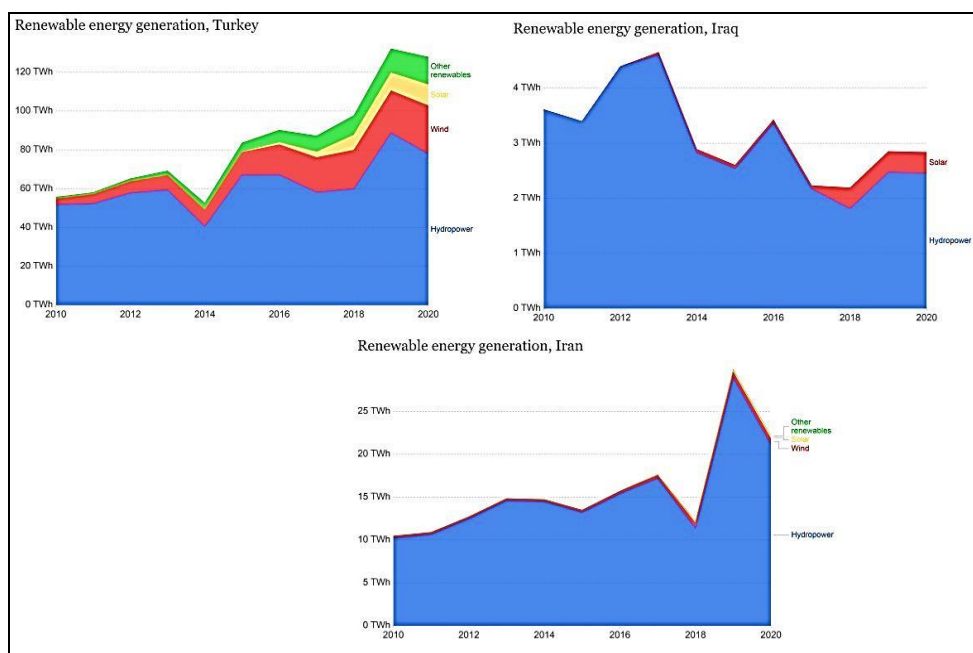 Renewable energy generation, Turkey
120 TWh
100 TWh
80 TWh
60 TWh
40 TWh
20 TWh
0 TWh
2010 2012 2014 2016 2018 2020
Other
renewables
Solar
Wind
Hydropower
Renewable energy generation, Iraq
4 TWh
3 TWh
2 TWh
1 TWh
0 TWh
2010 2012 2014 2016 2018 2020
Solar
Hydropower
Renewable energy generation, Iran
25 TWh
20 TWh
15 TWh
10 TWh
5 TWh
0 TWh
2010 2012 2014 2016 2018 2020
Other
renewables
Solar
Wind
Hydropower